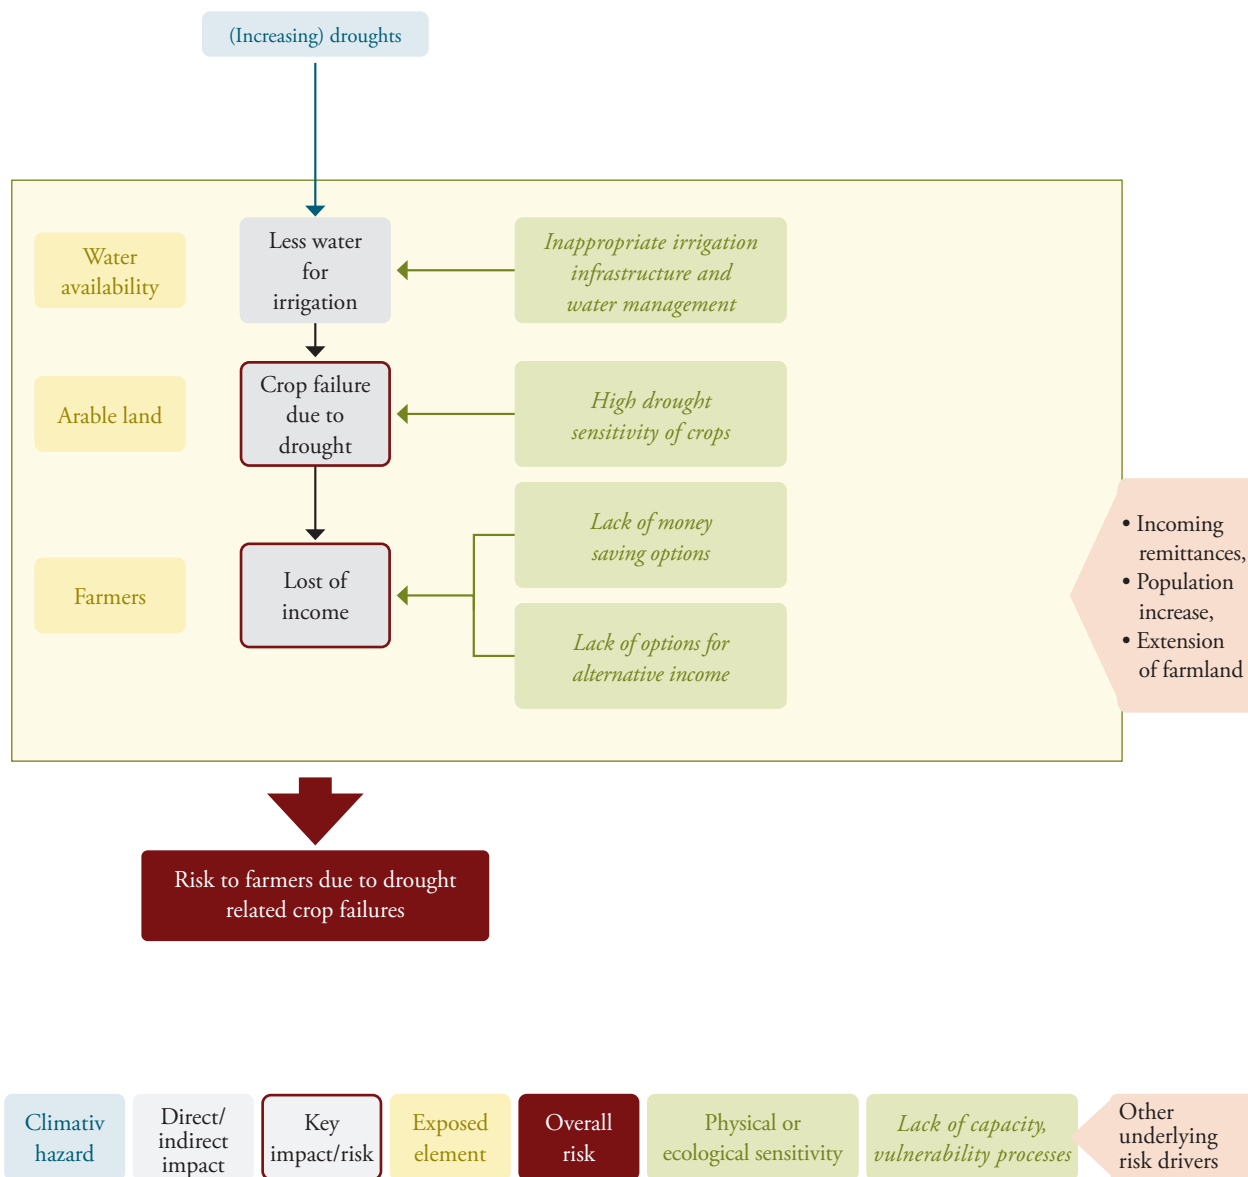 (Increasing) droughts
Water
availability
Less water
for
irrigation
Inappropriate irrigation
infrastructure and
water management
Arable land
Crop failure
due to
drought
High drought
sensitivity of crops
Farmers
Lost of
income
Lack of money
saving options
Lack of options for
alternative income
• Incoming
remittances,
• Population
increase,
• Extension
of farmland
Risk to farmers due to drought
related crop failures
Climativ
hazard
Direct/
indirect
impact
Key
impact/risk
Exposed
element
Overall
risk
Physical or
ecological sensitivity
Lack of capacity,
vulnerability processes
Other
underlying
risk drivers